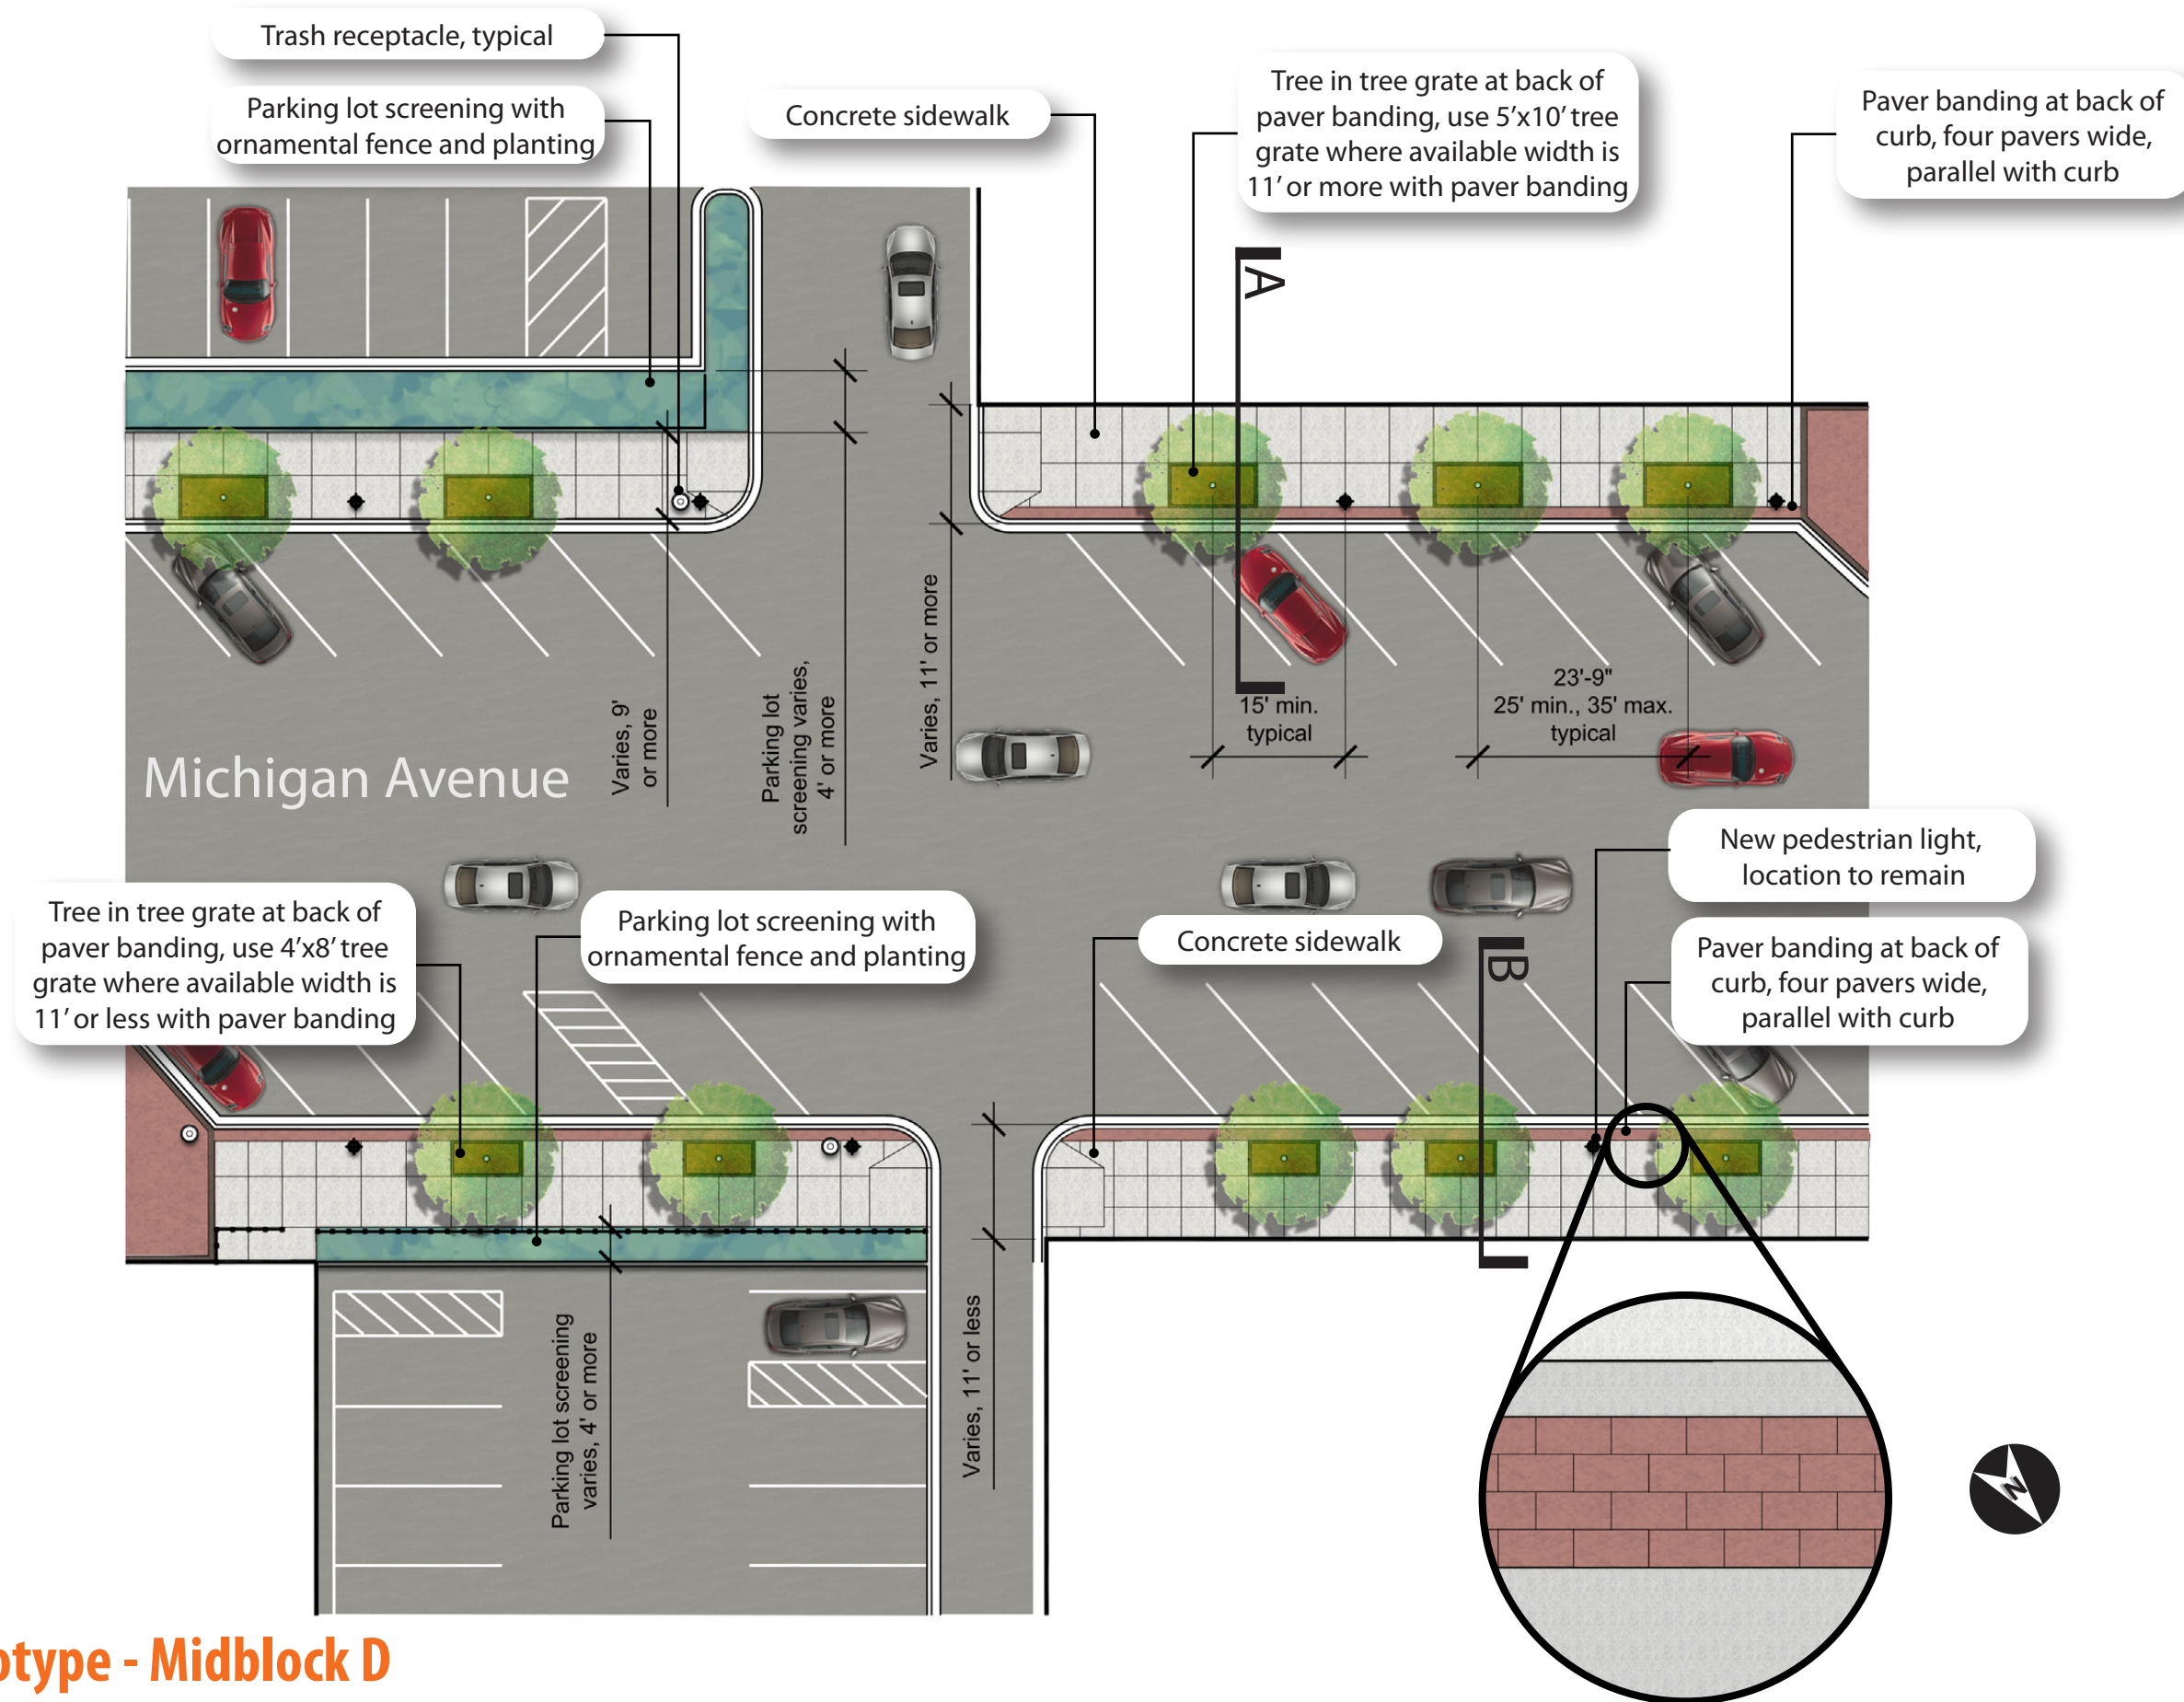 Trash receptacle, typical
Parking lot screening with
ornamental fence and planting
Concrete sidewalk
Tree in tree grate at back of
paver banding, use 5’x10’ tree
grate where available width is
11’ or more with paver banding
Paver banding at back of
curb, four pavers wide,
parallel with curb
A
Varies, 9'
or more
Parking lot
screening varies,
4' or more
Varies, 11' or more
15' min.
typical
23'-9"
25' min., 35' max.
typical
Michigan Avenue
New pedestrian light,
location to remain
Tree in tree grate at back of
paver banding, use 4’x8’ tree
grate where available width is
11’ or less with paver banding
Parking lot screening with
ornamental fence and planting
Concrete sidewalk
B
Paver banding at back of
curb, four pavers wide,
parallel with curb
Parking lot screening
varies, 4' or more
Varies, 11' or less
N
otype - Midblock D